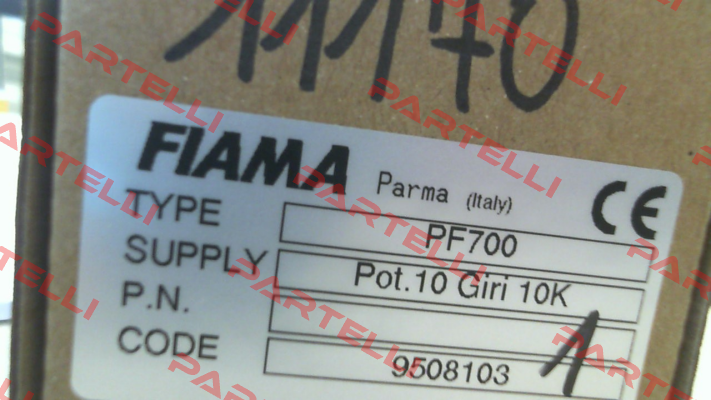 11170
FIAMA Parma (Italy) CE
TYPE PF700
SUPPLY Pot.10 Giri 10K
P.N.
CODE 9508103 1
PARTELLI